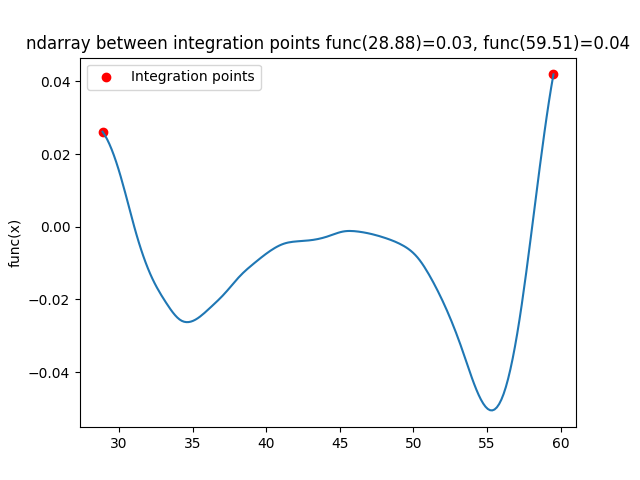 ndarray between integration points func(28.88)=0.03, func(59.51)=0.04
Integration points
func(x)
0.04
0.02
0.00
−0.02
−0.04
30 35 40 45 50 55 60